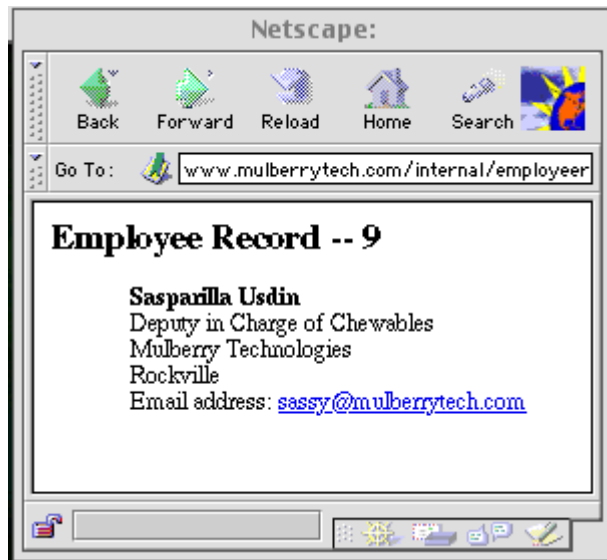 Netscape:
Back Forward Reload Home Search
Go To: www.mulberrytech.com/internal/employeer
Employee Record -- 9
Sasparilla Usdin
Deputy in Charge of Chewables
Mulberry Technologies
Rockville
Email address: sassy@mulberrytech.com